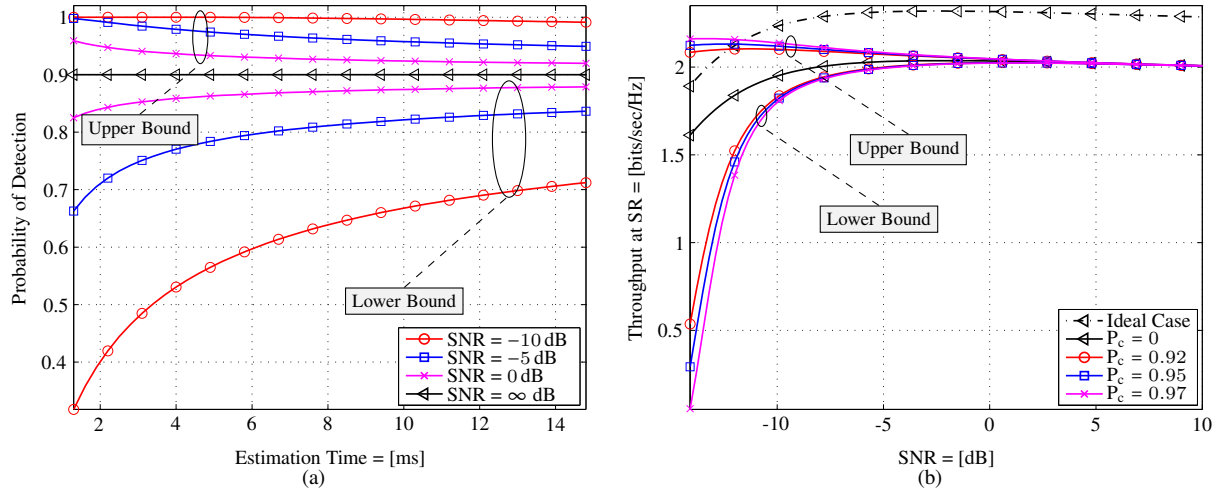 1
0.9
0.8
0.7
0.6
0.5
0.4
Probability of Detection
2 4 6 8 10 12 14
Estimation Time = [ms]
(a)
Upper Bound
Lower Bound
SNR = −10 dB
SNR = −5 dB
SNR = 0 dB
SNR = ∞ dB
2
1.5
1
0.5
Throughput at SR = [bits/sec/Hz]
-10 -5 0 5 10
SNR = [dB]
(b)
Upper Bound
Lower Bound
Ideal Case
P_c = 0
P_c = 0.92
P_c = 0.95
P_c = 0.97